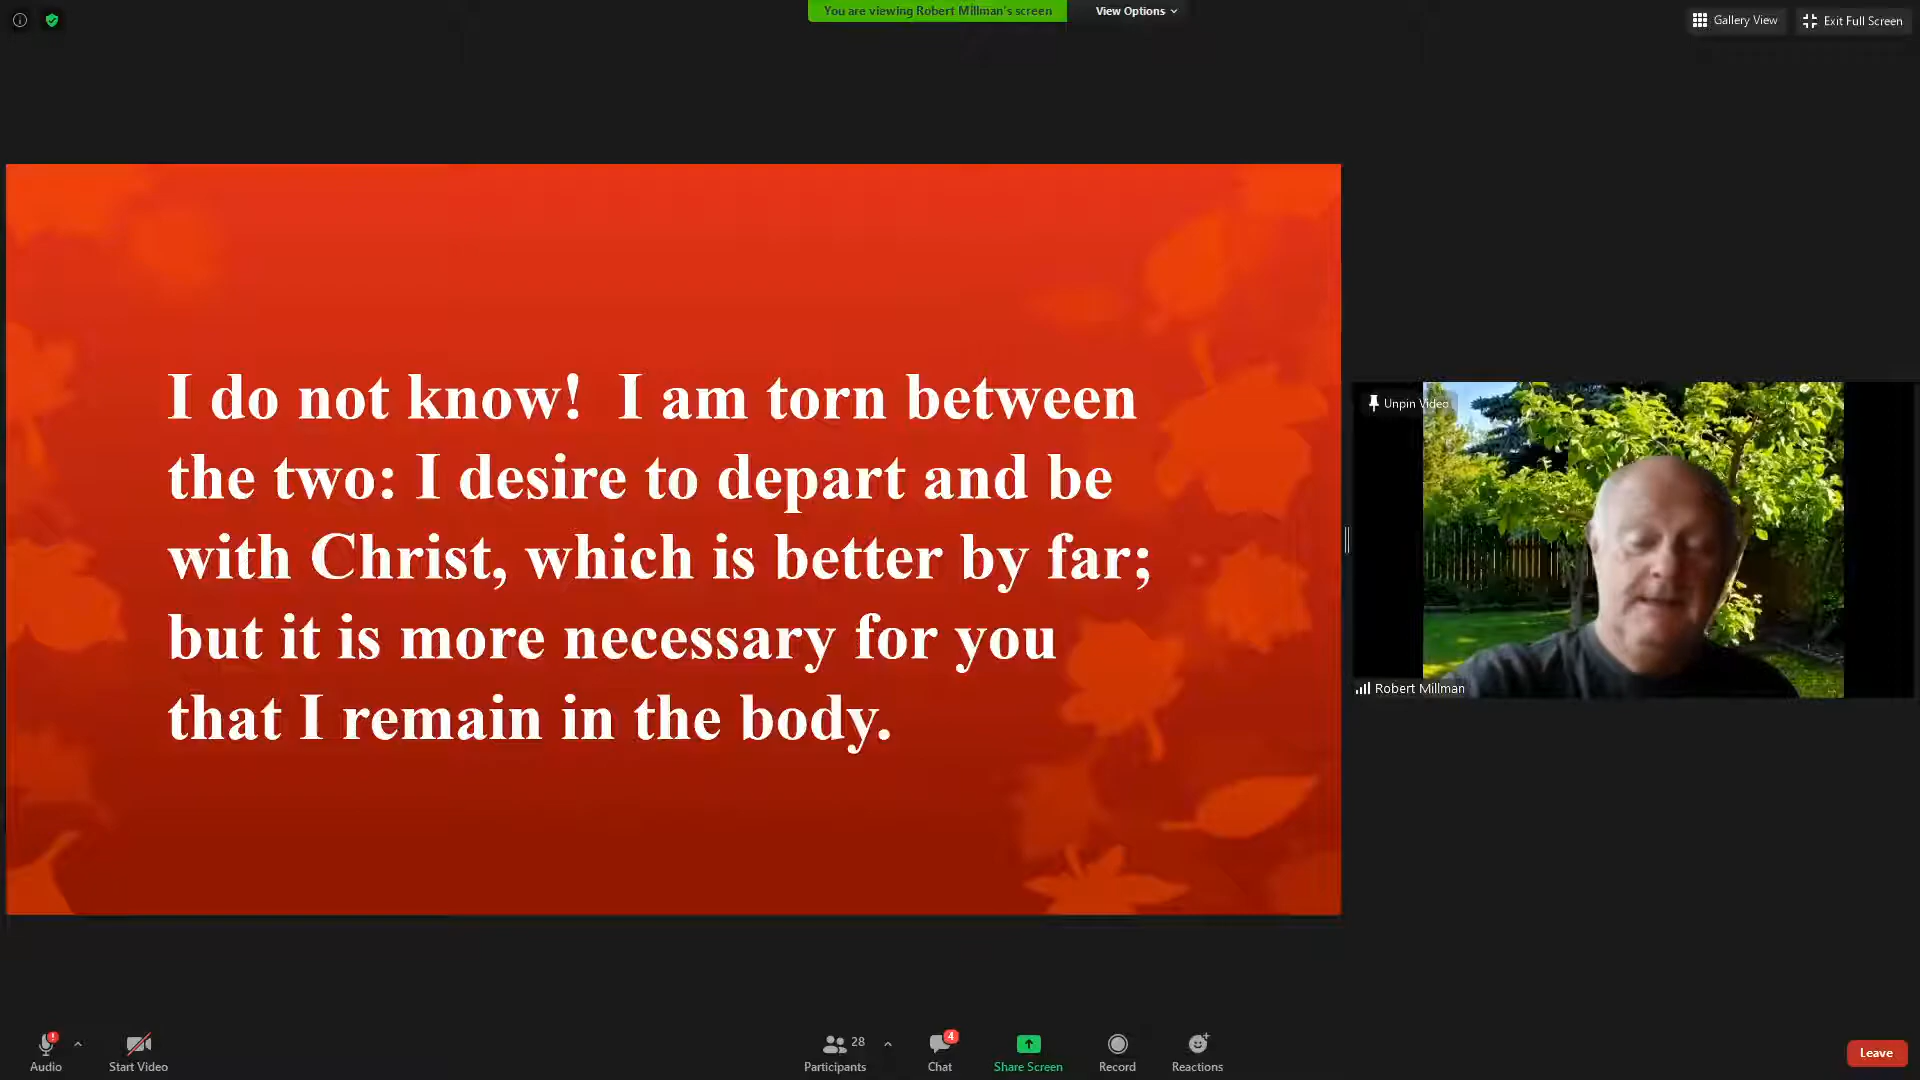 You are viewing Robert Millman's screen
View Options
Gallery View
Exit Full Screen
I do not know!  I am torn between
the two: I desire to depart and be
with Christ, which is better by far;
but it is more necessary for you
that I remain in the body.
Unpin Video
Robert Millman
Audio
Start Video
28
Participants
4
Chat
Share Screen
Record
Reactions
Leave